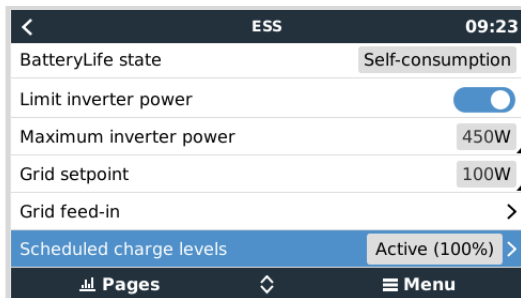 ESS 09:23
BatteryLife state Self-consumption
Limit inverter power
Maximum inverter power 450W
Grid setpoint 100W
Grid feed-in
Scheduled charge levels Active (100%)
Pages Menu